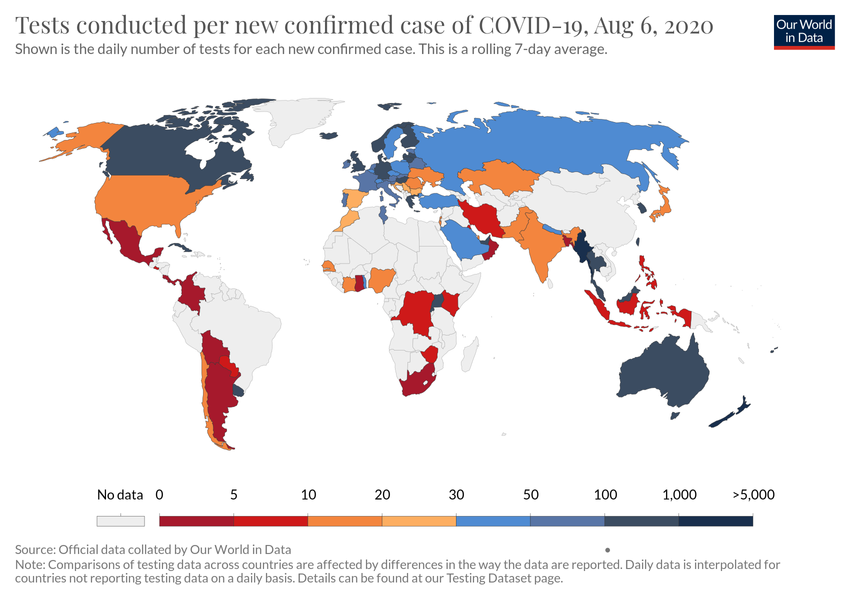 Tests conducted per new confirmed case of COVID-19, Aug 6, 2020
Shown is the daily number of tests for each new confirmed case. This is a rolling 7-day average.
Our World
in Data
No data 0 5 10 20 30 50 100 1,000 >5,000
Source: Official data collated by Our World in Data
Note: Comparisons of testing data across countries are affected by differences in the way the data are reported. Daily data is interpolated for
countries not reporting testing data on a daily basis. Details can be found at our Testing Dataset page.